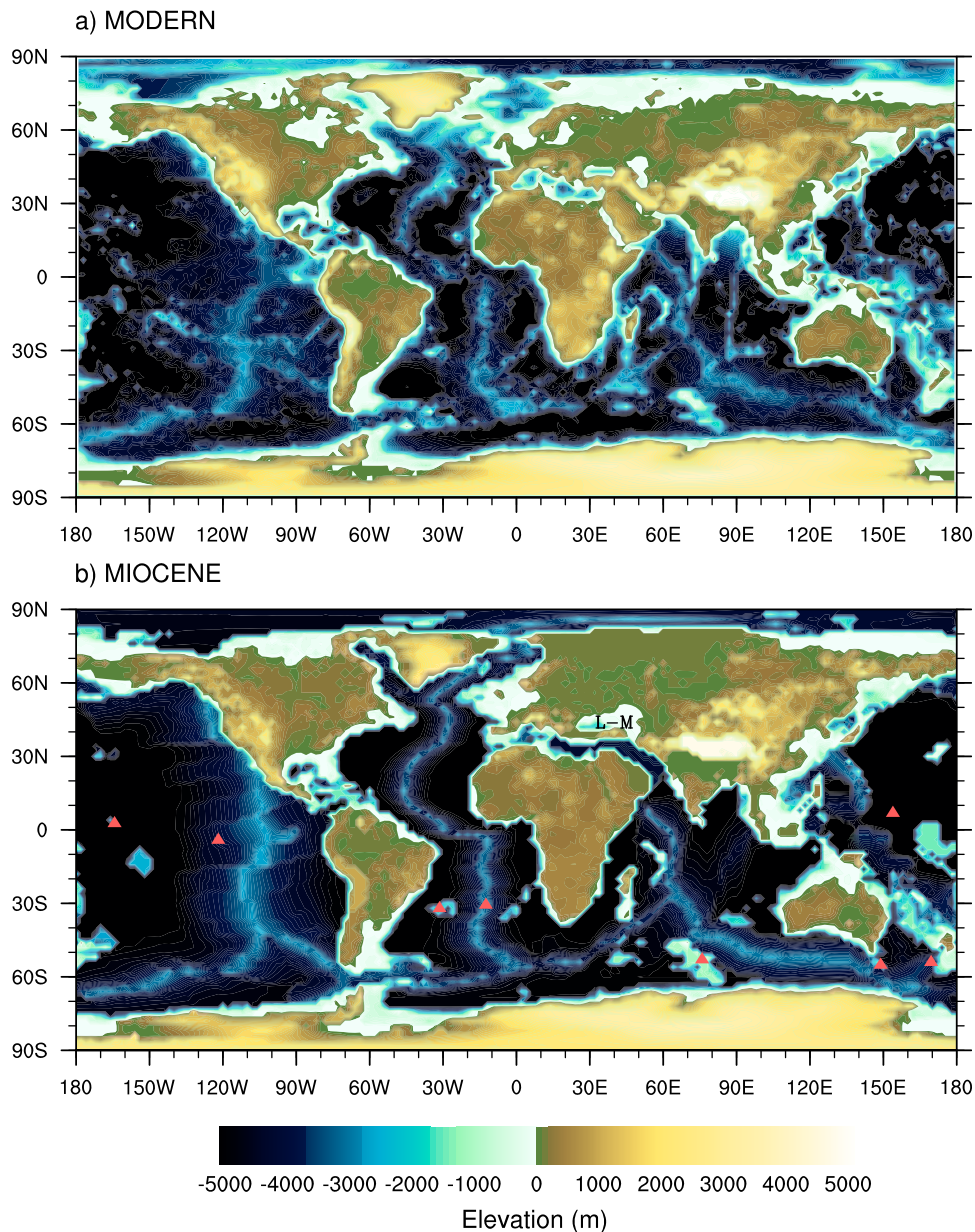 a) MODERN
90N
60N
30N
0
30S
60S
90S
180 150W 120W 90W 60W 30W 0 30E 60E 90E 120E 150E 180
b) MIOCENE
90N
60N
L-M
30N
0
30S
60S
90S
180 150W 120W 90W 60W 30W 0 30E 60E 90E 120E 150E 180
-5000 -4000 -3000 -2000 -1000 0 1000 2000 3000 4000 5000
Elevation (m)